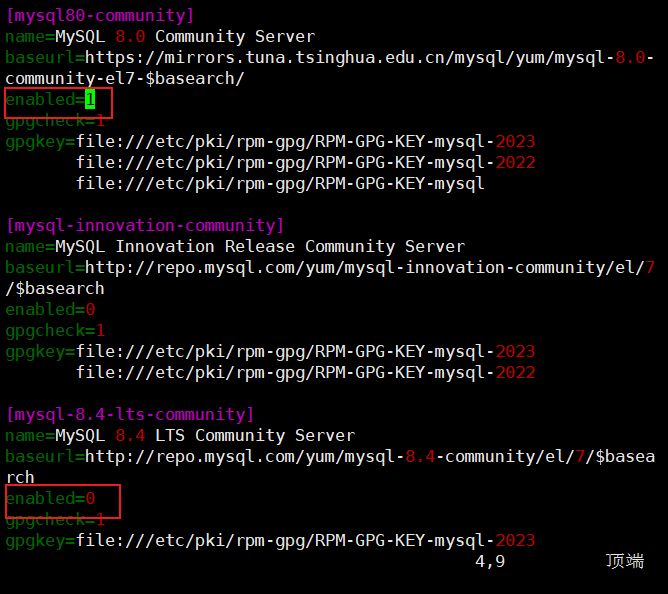 [mysql80-community]
name=MySQL 8.0 Community Server
baseurl=https://mirrors.tuna.tsinghua.edu.cn/mysql/yum/mysql-8.0-
community-el7-$basearch/
enabled=1
gpgcheck=1
gpgkey=file:///etc/pki/rpm-gpg/RPM-GPG-KEY-mysql-2023
       file:///etc/pki/rpm-gpg/RPM-GPG-KEY-mysql-2022
       file:///etc/pki/rpm-gpg/RPM-GPG-KEY-mysql

[mysql-innovation-community]
name=MySQL Innovation Release Community Server
baseurl=http://repo.mysql.com/yum/mysql-innovation-community/el/7
/$basearch
enabled=0
gpgcheck=1
gpgkey=file:///etc/pki/rpm-gpg/RPM-GPG-KEY-mysql-2023
       file:///etc/pki/rpm-gpg/RPM-GPG-KEY-mysql-2022

[mysql-8.4-lts-community]
name=MySQL 8.4 LTS Community Server
baseurl=http://repo.mysql.com/yum/mysql-8.4-community/el/7/$basea
rch
enabled=0
gpgcheck=1
gpgkey=file:///etc/pki/rpm-gpg/RPM-GPG-KEY-mysql-2023
4,9 顶端